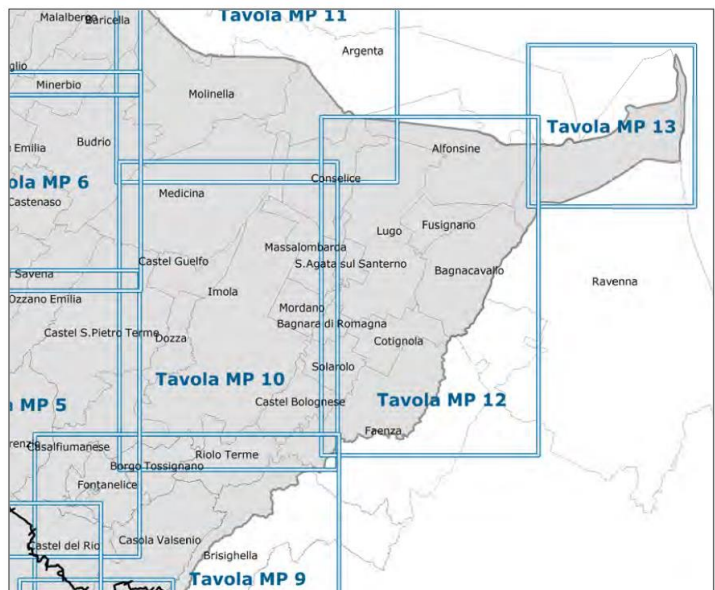 Malalbergo
Baricella
Tavola MP 11
Argenta
glio
Minerbio
Molinella
Tavola MP 13
Budrio
Emilia
Alfonsine
ola MP 6
Medicina
Conselice
Castenaso
Lugo
Fusignano
Massalombarda
Castel Guelfo
S.Agata sul Santerno
Bagnacavallo
Savena
Ravenna
Imola
Ozzano Emilia
Mordano
Bagnara di Romagna
Castel S.Pietro Terme
Dozza
Cotignola
Solarolo
Tavola MP 10
Castel Bolognese
Tavola MP 12
MP 5
Faenza
renzo
Casalfiumanese
Riolo Terme
Borgo Tossignano
Fontanelice
Castel del Rio
Casola Valsenio
Brisighella
Tavola MP 9